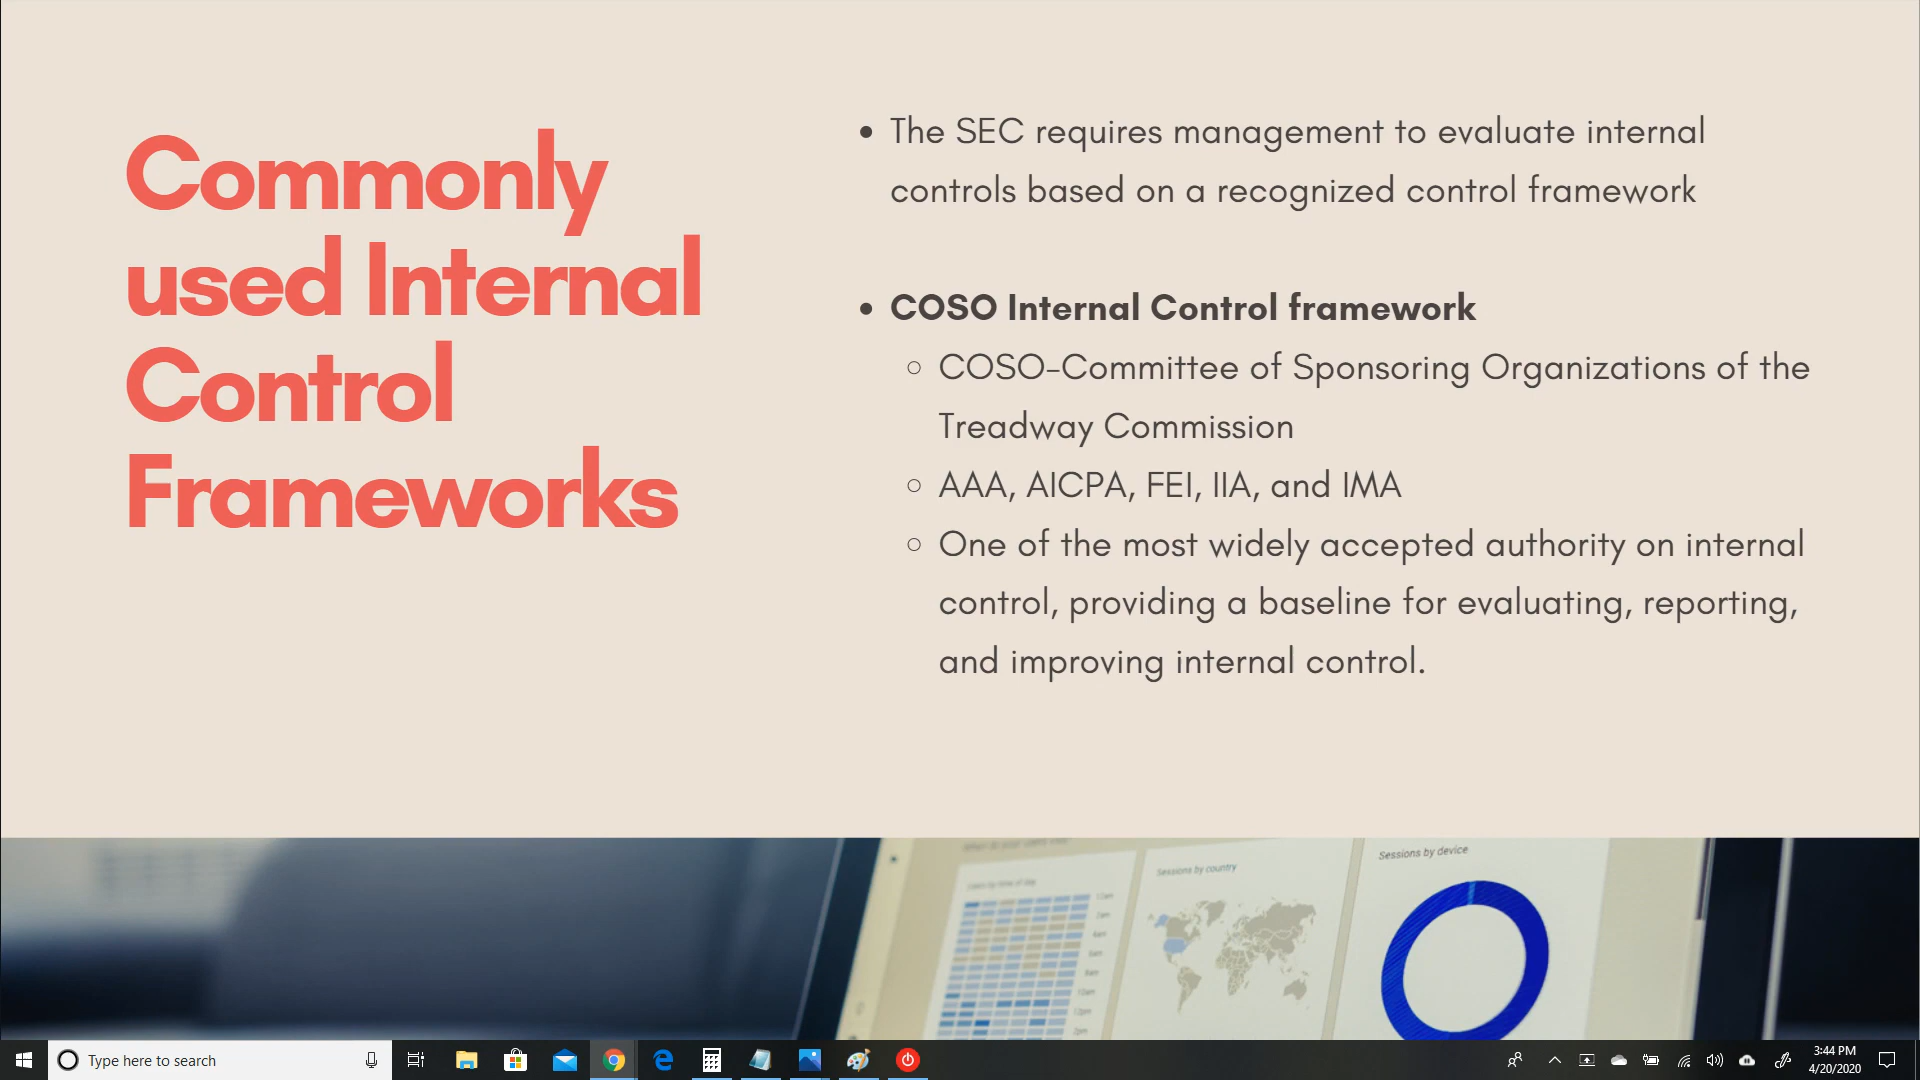 Commonly
used Internal
Control
Frameworks
• The SEC requires management to evaluate internal
controls based on a recognized control framework
• COSO Internal Control framework
○ COSO-Committee of Sponsoring Organizations of the
Treadway Commission
○ AAA, AICPA, FEI, IIA, and IMA
○ One of the most widely accepted authority on internal
control, providing a baseline for evaluating, reporting,
and improving internal control.
Sessions by country
Sessions by device
Type here to search
3:44 PM
4/20/2020